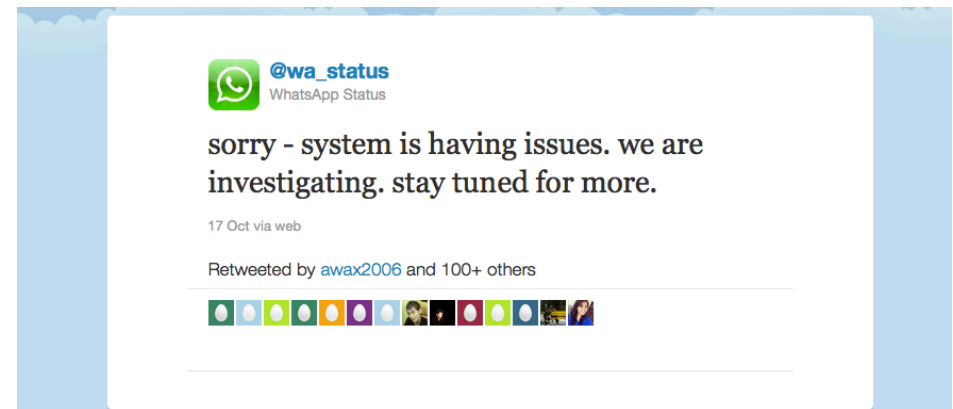 @wa_status
WhatsApp Status
sorry - system is having issues. we are
investigating. stay tuned for more.
17 Oct via web
Retweeted by awax2006 and 100+ others